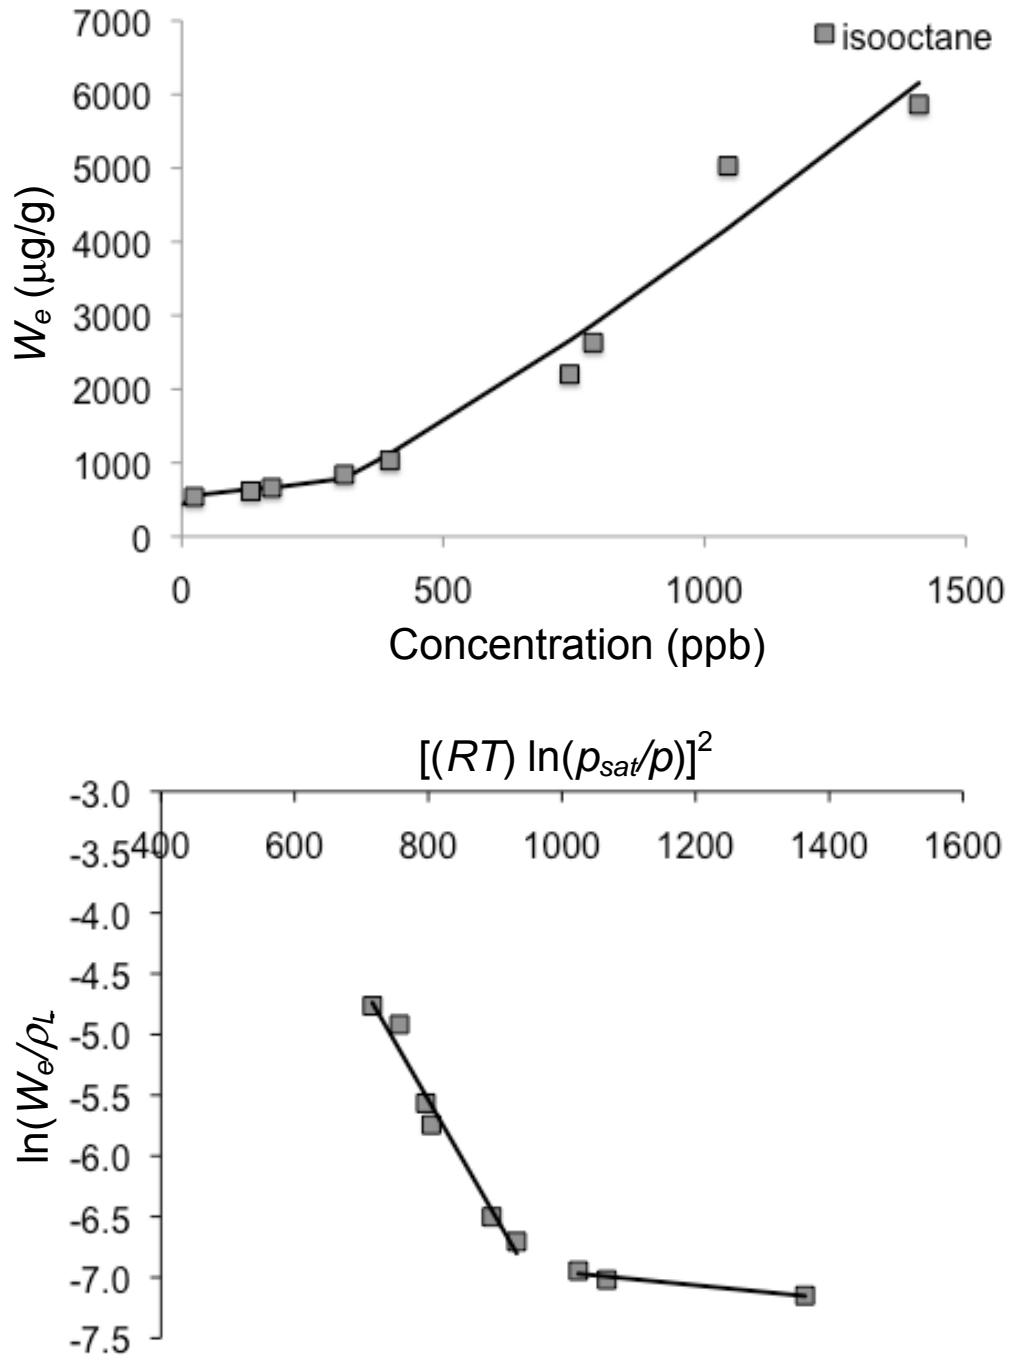 7000
isooctane
6000
5000
4000
3000
2000
1000
0
We (μg/g)
0 500 1000 1500
Concentration (ppb)
[(RT) ln(psat/p)]2
-3.0
-3.5 400 600 800 1000 1200 1400 1600
-4.0
-4.5
-5.0
-5.5
-6.0
-6.5
-7.0
-7.5
ln(We/ρL